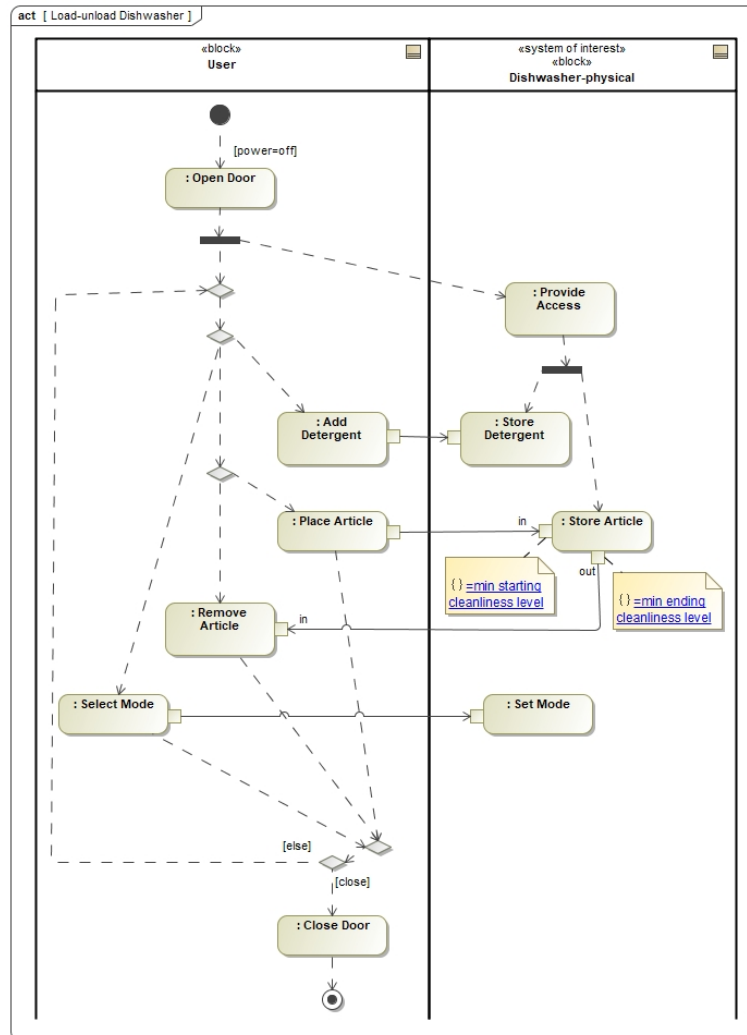 act [ Load-unload Dishwasher ]
«block»
User
«system of interest»
«block»
Dishwasher-physical
[power=off]
: Open Door
: Provide
Access
: Add
Detergent
: Store
Detergent
: Place Article
in
: Store Article
out
{} =min starting
cleanliness level
{} =min ending
cleanliness level
: Remove
Article
in
: Select Mode
: Set Mode
[else]
[close]
: Close Door